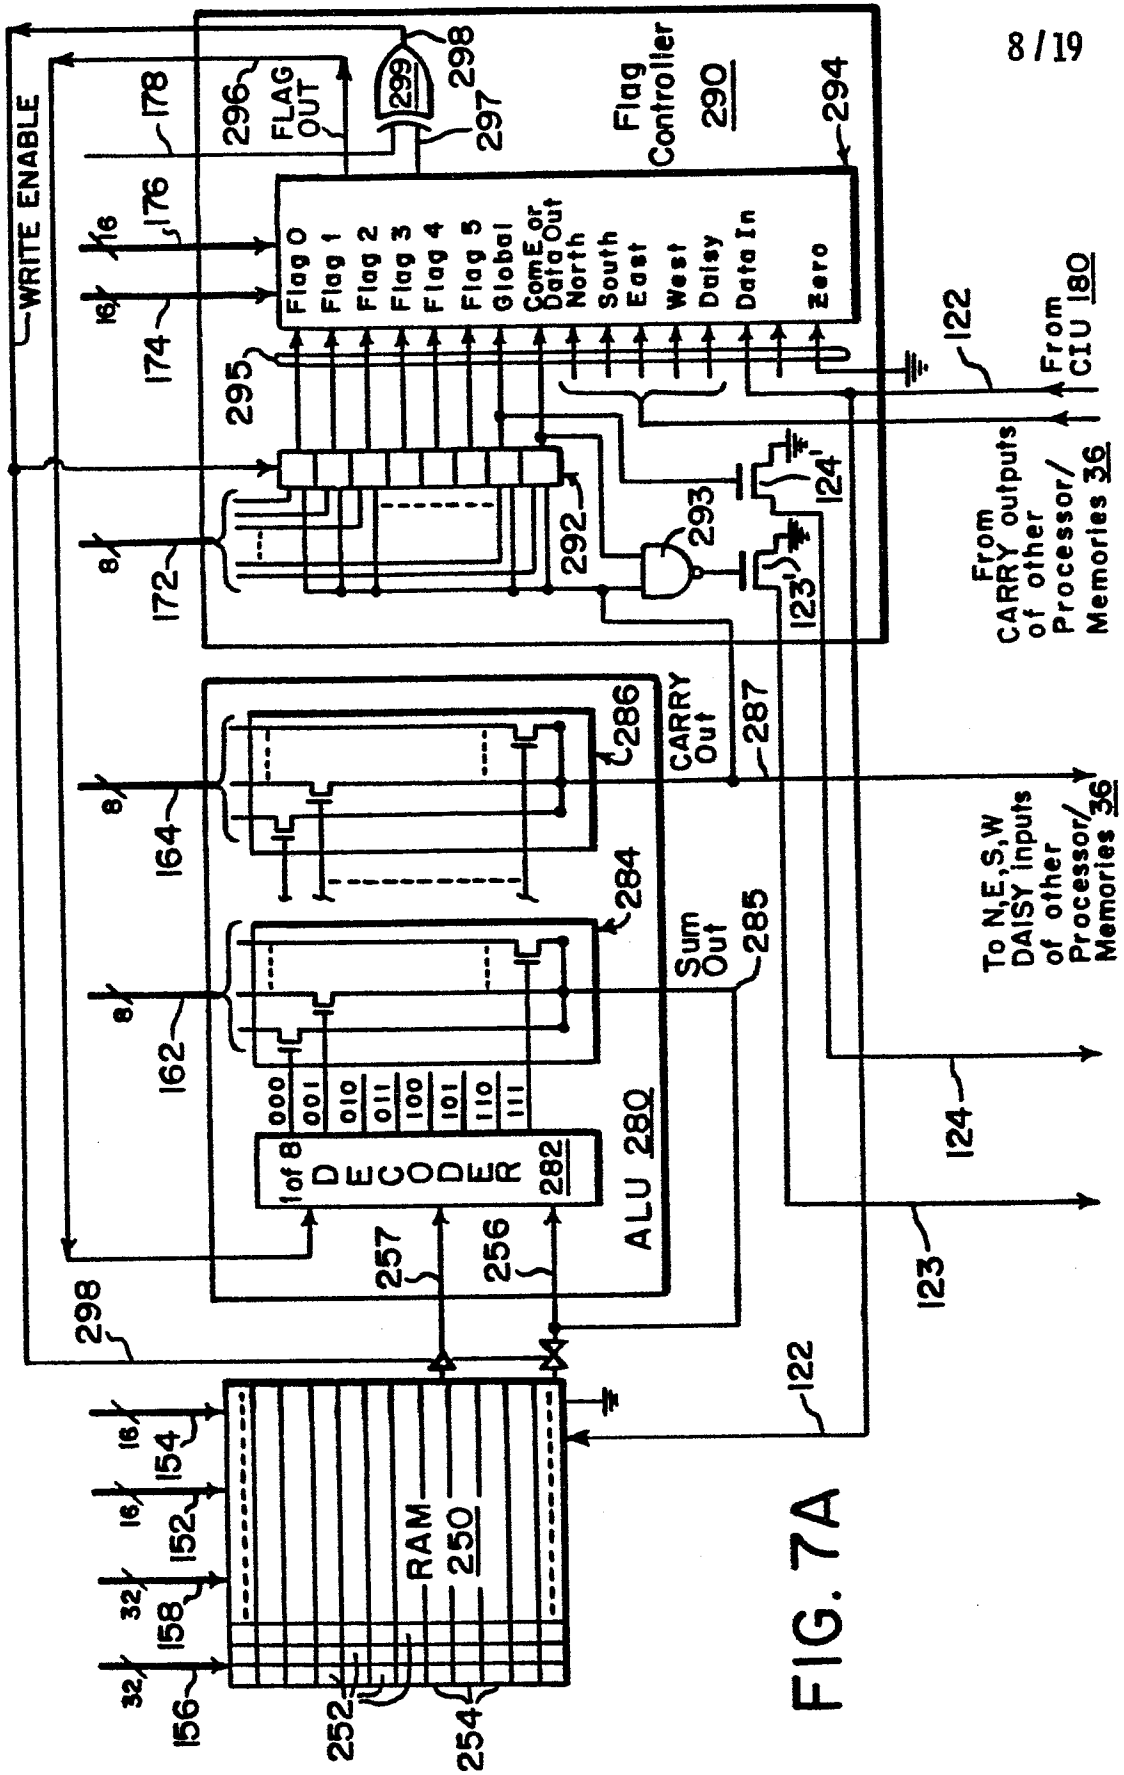 8/19
WRITE ENABLE
298
32
156
32
158
16
152
16
154
252
254
RAM
250
122
257
256
1 of 8
DECODER
282
000
001
010
011
100
101
110
111
ALU 280
8
162
284
Sum
Out
285
8
164
286
CARRY
Out
287
8
172
292
293
123'
124'
295
16
174
16
176
178
296
FLAG
OUT
299
298
297
Flag 0
Flag 1
Flag 2
Flag 3
Flag 4
Flag 5
Global
ComE or
Data Out
North
South
East
West
Daisy
Data In
Zero
Flag
Controller
290
294
122
From
CIU 180
From
CARRY outputs
of other
Processor/
Memories 36
To N,E,S,W
DAISY inputs
of other
Processor/
Memories 36
124
123
FIG. 7A